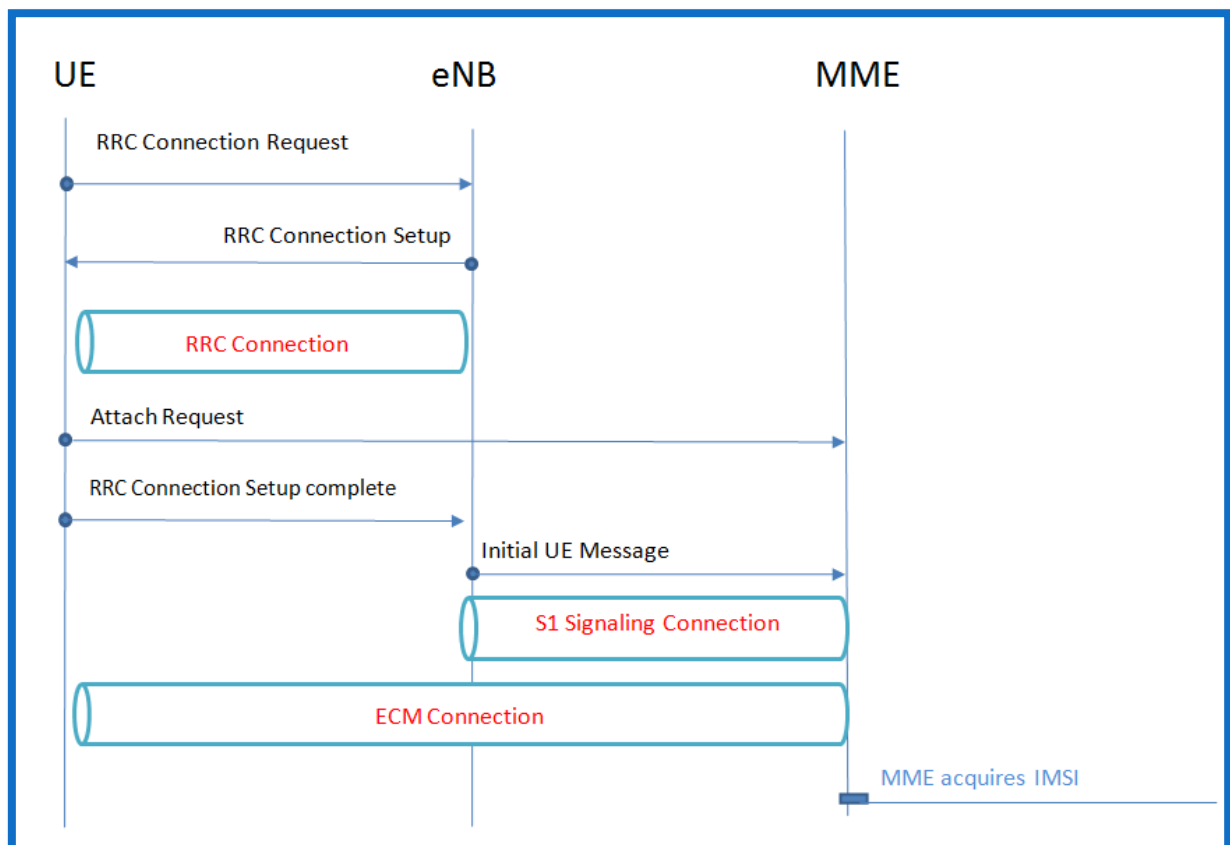 UE eNB MME
RRC Connection Request
RRC Connection Setup
RRC Connection
Attach Request
RRC Connection Setup complete
Initial UE Message
S1 Signaling Connection
ECM Connection
MME acquires IMSI